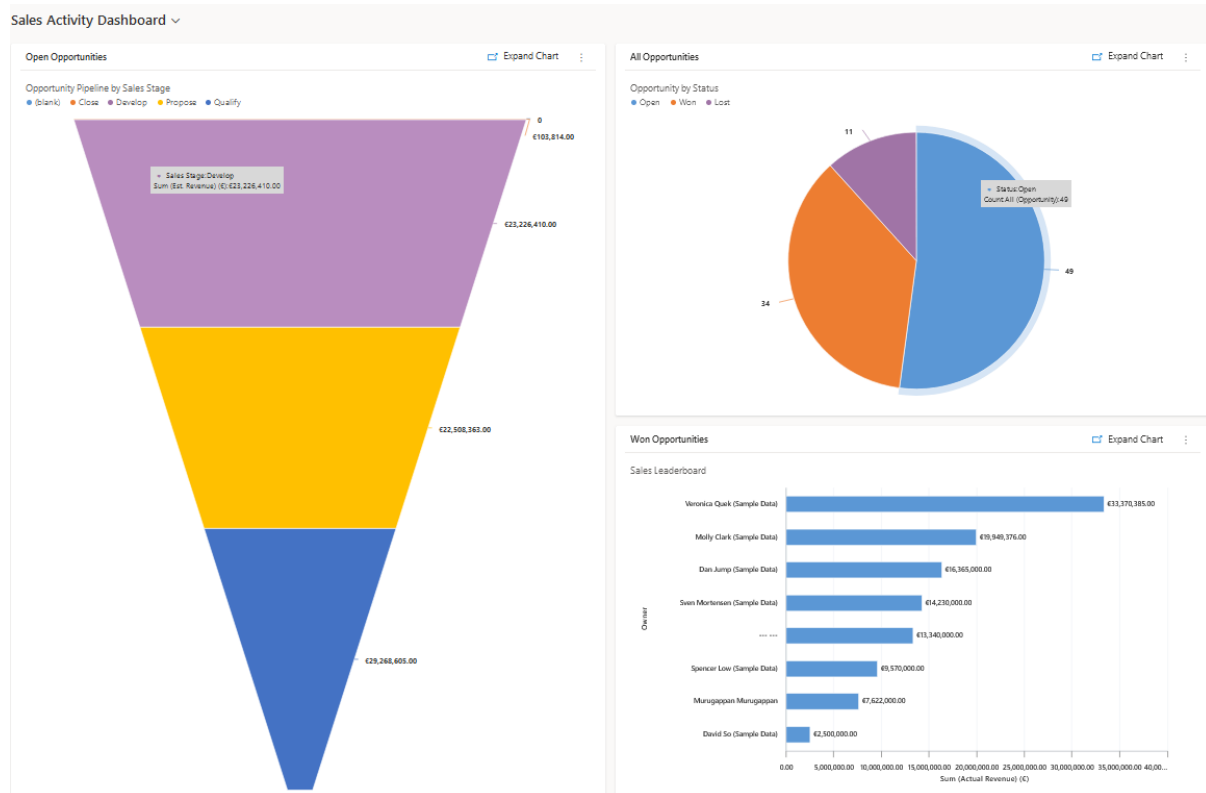 Sales Activity Dashboard
Open Opportunities
Expand Chart
Opportunity Pipeline by Sales Stage
(blank) Close Develop Propose Qualify
0
€103,814.00
Sales Stage:Develop
Sum (Est. Revenue) (€):€23,226,410.00
€23,226,410.00
€22,508,363.00
€29,268,605.00
All Opportunities
Expand Chart
Opportunity by Status
Open Won Lost
11
Status:Open
Count:All (Opportunity):49
49
34
Won Opportunities
Expand Chart
Sales Leaderboard
Owner
Veronica Quek (Sample Data) €33,370,385.00
Molly Clark (Sample Data) €19,949,376.00
Dan Jump (Sample Data) €16,365,000.00
Sven Mortensen (Sample Data) €14,230,000.00
--- --- €13,340,000.00
Spencer Low (Sample Data) €9,570,000.00
Murugappan Murugappan €7,622,000.00
David So (Sample Data) €2,500,000.00
0.00 5,000,000.00 10,000,000.00 15,000,000.00 20,000,000.00 25,000,000.00 30,000,000.00 35,000,000.00 40,00...
Sum (Actual Revenue) (€)